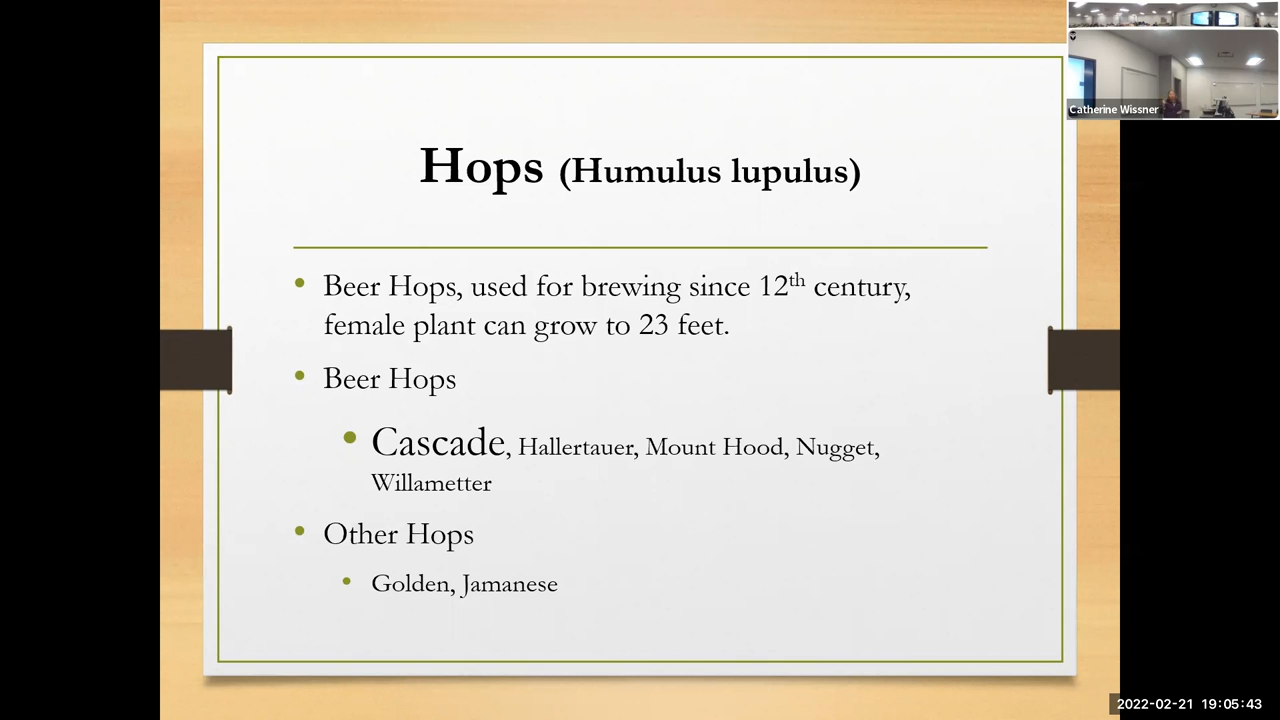 Catherine Wissner
Hops (Humulus lupulus)
Beer Hops, used for brewing since 12th century,
female plant can grow to 23 feet.
Beer Hops
Cascade, Hallertauer, Mount Hood, Nugget,
Willametter
Other Hops
Golden, Jamanese
2022-02-21 19:05:43